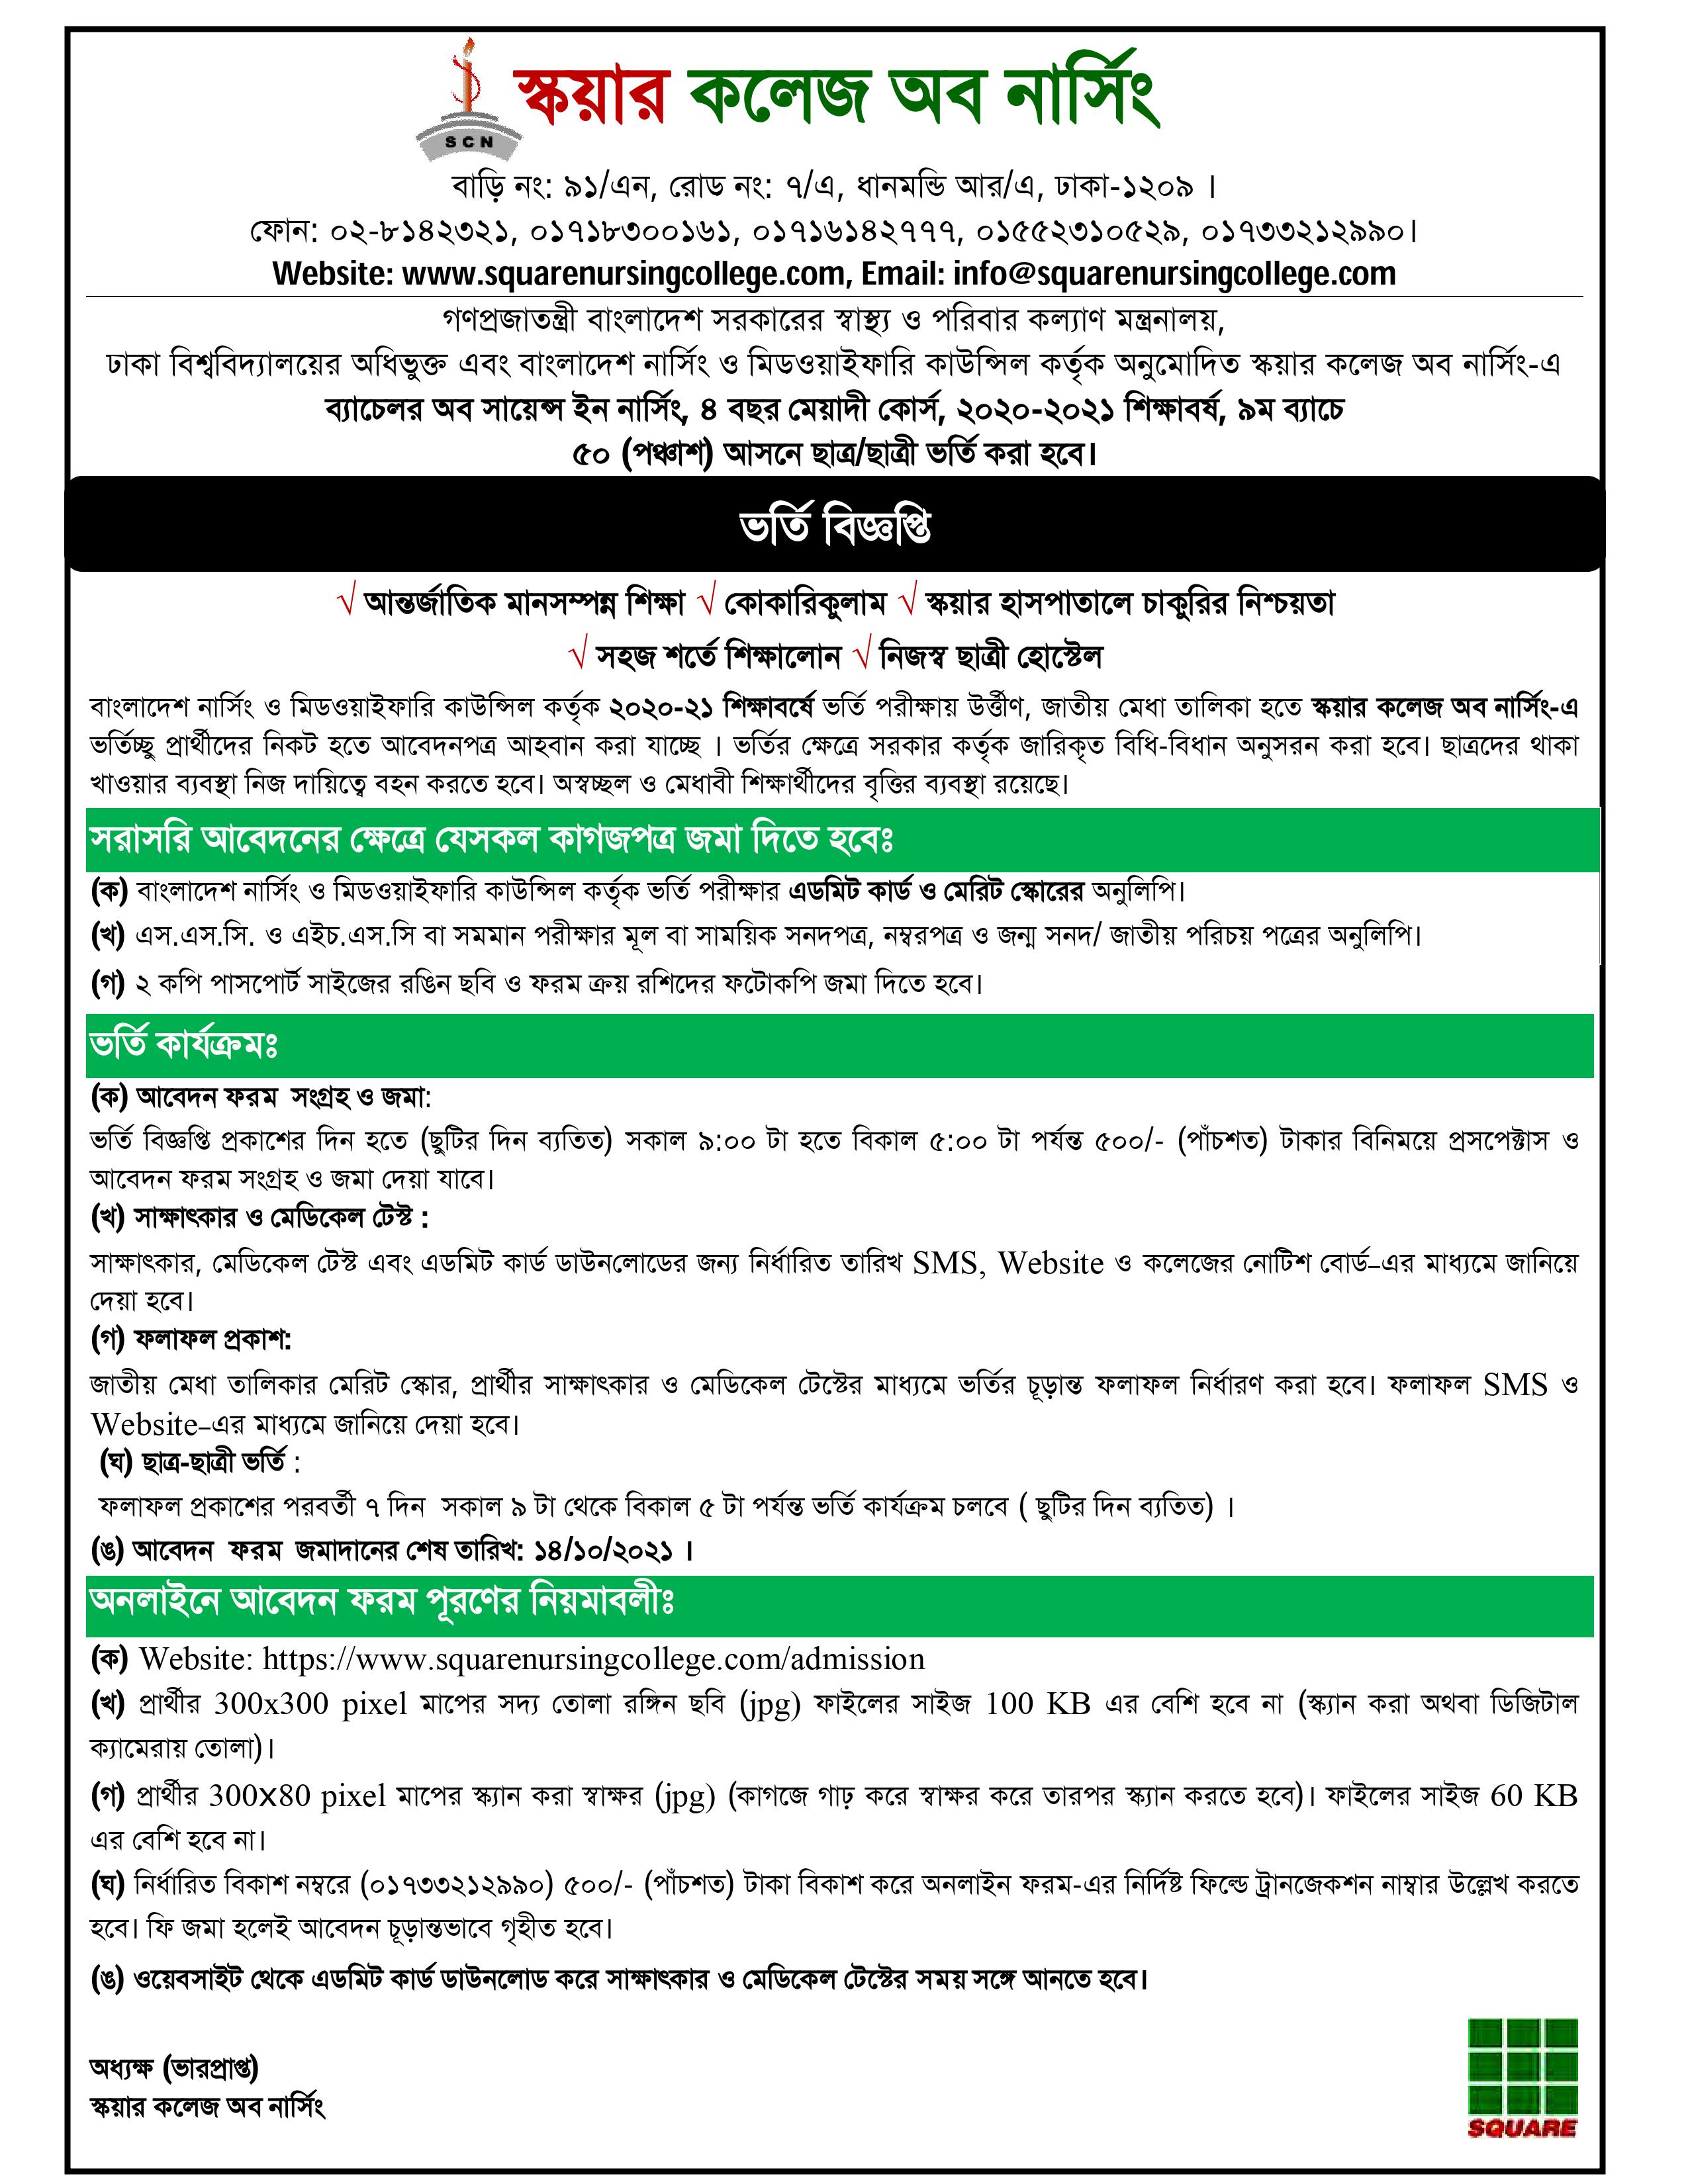 স্কয়ার কলেজ অব নার্সিং
SCN
বাড়ি নং: ৯১/এন, রোড নং: ৭/এ, ধানমন্ডি আর/এ, ঢাকা-১২০৯ ।
ফোন: ০২-৮১৪২৩২১, ০১৭১৮৩০০১৬১, ০১৭১৬১৪২৭৭৭, ০১৫৫২৩১০৫২৯, ০১৭৩৩২১২৯৯০।
Website: www.squarenursingcollege.com, Email: info@squarenursingcollege.com
গণপ্রজাতন্ত্রী বাংলাদেশ সরকারের স্বাস্থ্য ও পরিবার কল্যাণ মন্ত্রনালয়,
ঢাকা বিশ্ববিদ্যালয়ের অধিভুক্ত এবং বাংলাদেশ নার্সিং ও মিডওয়াইফারি কাউন্সিল কর্তৃক অনুমোদিত স্কয়ার কলেজ অব নার্সিং-এ
ব্যাচেলর অব সায়েন্স ইন নার্সিং, ৪ বছর মেয়াদী কোর্স, ২০২০-২০২১ শিক্ষাবর্ষ, ৯ম ব্যাচে
৫০ (পঞ্চাশ) আসনে ছাত্র/ছাত্রী ভর্তি করা হবে।
ভর্তি বিজ্ঞপ্তি
√ আন্তর্জাতিক মানসম্পন্ন শিক্ষা √ কোকারিকুলাম √ স্কয়ার হাসপাতালে চাকুরির নিশ্চয়তা
√ সহজ শর্তে শিক্ষালোন √ নিজস্ব ছাত্রী হোস্টেল
বাংলাদেশ নার্সিং ও মিডওয়াইফারি কাউন্সিল কর্তৃক ২০২০-২১ শিক্ষাবর্ষে ভর্তি পরীক্ষায় উর্ত্তীণ, জাতীয় মেধা তালিকা হতে স্কয়ার কলেজ অব নার্সিং-এ
ভর্তিচ্ছু প্রার্থীদের নিকট হতে আবেদনপত্র আহবান করা যাচ্ছে । ভর্তির ক্ষেত্রে সরকার কর্তৃক জারিকৃত বিধি-বিধান অনুসরন করা হবে। ছাত্রদের থাকা
খাওয়ার ব্যবস্থা নিজ দায়িত্বে বহন করতে হবে। অস্বচ্ছল ও মেধাবী শিক্ষার্থীদের বৃত্তির ব্যবস্থা রয়েছে।
সরাসরি আবেদনের ক্ষেত্রে যেসকল কাগজপত্র জমা দিতে হবেঃ
(ক) বাংলাদেশ নার্সিং ও মিডওয়াইফারি কাউন্সিল কর্তৃক ভর্তি পরীক্ষার এডমিট কার্ড ও মেরিট স্কোরের অনুলিপি।
(খ) এস.এস.সি. ও এইচ.এস.সি বা সমমান পরীক্ষার মূল বা সাময়িক সনদপত্র, নম্বরপত্র ও জন্ম সনদ/ জাতীয় পরিচয় পত্রের অনুলিপি।
(গ) ২ কপি পাসপোর্ট সাইজের রঙিন ছবি ও ফরম ক্রয় রশিদের ফটোকপি জমা দিতে হবে।
ভর্তি কার্যক্রমঃ
(ক) আবেদন ফরম সংগ্রহ ও জমা:
ভর্তি বিজ্ঞপ্তি প্রকাশের দিন হতে (ছুটির দিন ব্যতিত) সকাল ৯:০০ টা হতে বিকাল ৫:০০ টা পর্যন্ত ৫০০/- (পাঁচশত) টাকার বিনিময়ে প্রসপেক্টাস ও
আবেদন ফরম সংগ্রহ ও জমা দেয়া যাবে।
(খ) সাক্ষাৎকার ও মেডিকেল টেস্ট :
সাক্ষাৎকার, মেডিকেল টেস্ট এবং এডমিট কার্ড ডাউনলোডের জন্য নির্ধারিত তারিখ SMS, Website ও কলেজের নোটিশ বোর্ড–এর মাধ্যমে জানিয়ে
দেয়া হবে।
(গ) ফলাফল প্রকাশ:
জাতীয় মেধা তালিকার মেরিট স্কোর, প্রার্থীর সাক্ষাৎকার ও মেডিকেল টেস্টের মাধ্যমে ভর্তির চূড়ান্ত ফলাফল নির্ধারণ করা হবে। ফলাফল SMS ও
Website–এর মাধ্যমে জানিয়ে দেয়া হবে।
(ঘ) ছাত্র-ছাত্রী ভর্তি :
ফলাফল প্রকাশের পরবর্তী ৭ দিন সকাল ৯ টা থেকে বিকাল ৫ টা পর্যন্ত ভর্তি কার্যক্রম চলবে ( ছুটির দিন ব্যতিত) ।
(ঙ) আবেদন ফরম জমাদানের শেষ তারিখ: ১৪/১০/২০২১ ।
অনলাইনে আবেদন ফরম পূরণের নিয়মাবলীঃ
(ক) Website: https://www.squarenursingcollege.com/admission
(খ) প্রার্থীর 300x300 pixel মাপের সদ্য তোলা রঙ্গিন ছবি (jpg) ফাইলের সাইজ 100 KB এর বেশি হবে না (স্ক্যান করা অথবা ডিজিটাল
ক্যামেরায় তোলা)।
(গ) প্রার্থীর 300x80 pixel মাপের স্ক্যান করা স্বাক্ষর (jpg) (কাগজে গাঢ় করে স্বাক্ষর করে তারপর স্ক্যান করতে হবে)। ফাইলের সাইজ 60 KB
এর বেশি হবে না।
(ঘ) নির্ধারিত বিকাশ নম্বরে (০১৭৩৩২১২৯৯০) ৫০০/- (পাঁচশত) টাকা বিকাশ করে অনলাইন ফরম-এর নির্দিষ্ট ফিল্ডে ট্রানজেকশন নাম্বার উল্লেখ করতে
হবে। ফি জমা হলেই আবেদন চূড়ান্তভাবে গৃহীত হবে।
(ঙ) ওয়েবসাইট থেকে এডমিট কার্ড ডাউনলোড করে সাক্ষাৎকার ও মেডিকেল টেস্টের সময় সঙ্গে আনতে হবে।
অধ্যক্ষ (ভারপ্রাপ্ত)
স্কয়ার কলেজ অব নার্সিং
SQUARE